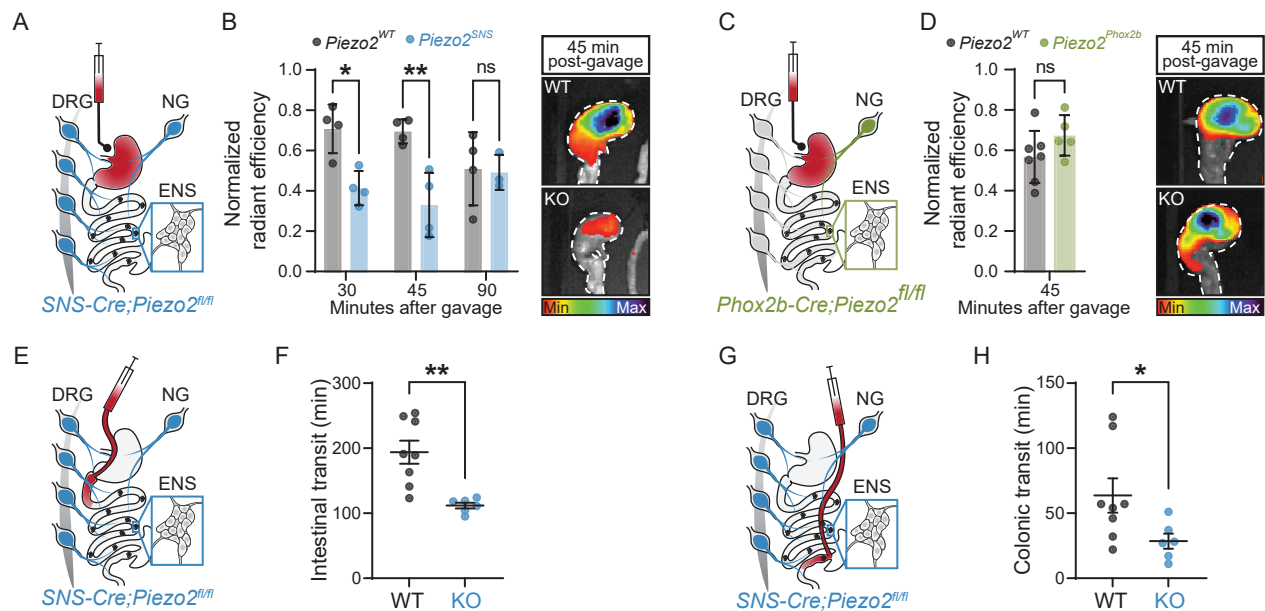 A
DRG
NG
ENS
SNS-Cre;Piezo2fl/fl
B
Piezo2WT
Piezo2SNS
Normalized
radiant efficiency
1.0
0.8
0.6
0.4
0.2
0.0
*
**
ns
30
45
90
Minutes after gavage
45 min
post-gavage
WT
KO
Min
Max
C
DRG
NG
ENS
Phox2b-Cre;Piezo2fl/fl
D
Piezo2WT
Piezo2Phox2b
Normalized
radiant efficiency
1.0
0.8
0.6
0.4
0.2
0.0
ns
45
Minutes after gavage
45 min
post-gavage
WT
KO
Min
Max
E
DRG
NG
ENS
SNS-Cre;Piezo2fl/fl
F
Intestinal transit (min)
300
200
100
0
**
WT
KO
G
DRG
NG
ENS
SNS-Cre;Piezo2fl/fl
H
Colonic transit (min)
150
100
50
0
*
WT
KO